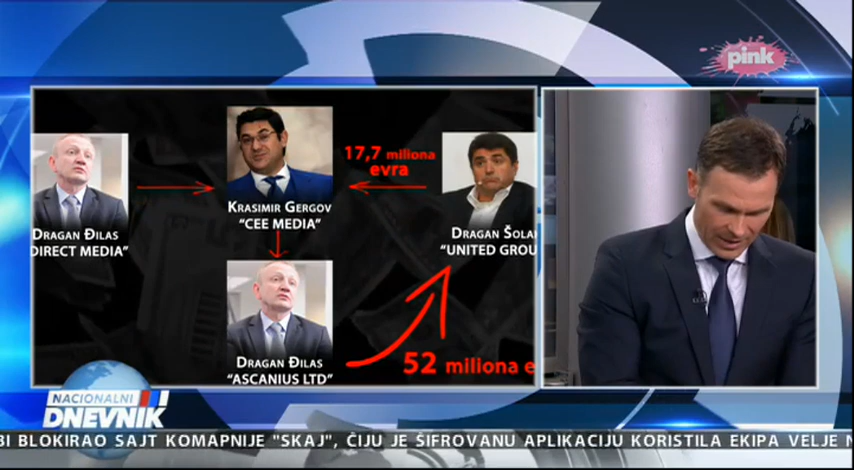 pink
17,7 miliona
evra
KRASIMIR GERGOV
"CEE MEDIA"
DRAGAN ĐILAS
DIRECT MEDIA"
DRAGAN ŠOLA
"UNITED GROU
DRAGAN ĐILAS
"ASCANIUS LTD"
52 miliona e
NACIONALNI
DNEVNIK
BI BLOKIRAO SAJT KOMAPNIJE "SKAJ", ČIJU JE ŠIFROVANU APLIKACIJU KORISTILA EKIPA VELJE N